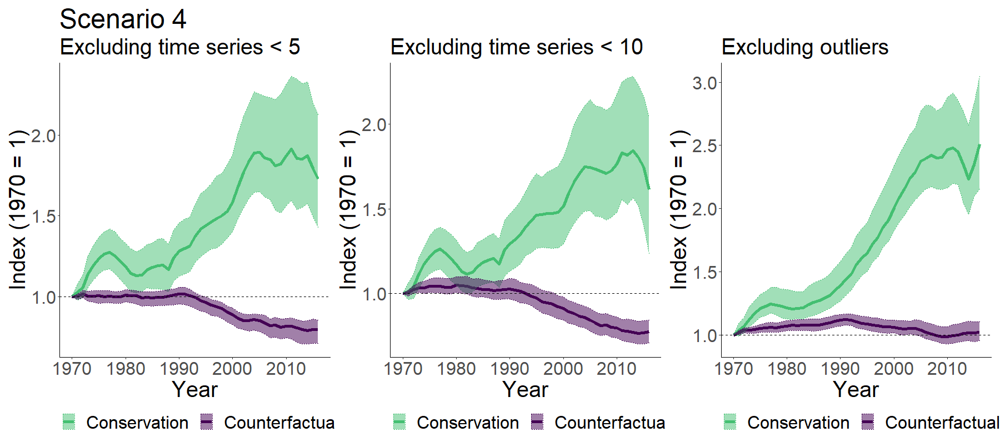 Scenario 4
Excluding time series < 5
Index (1970 = 1)
2.0
1.5
1.0
1970 1980 1990 2000 2010
Year
Conservation Counterfactua
Excluding time series < 10
Index (1970 = 1)
2.0
1.5
1.0
1970 1980 1990 2000 2010
Year
Conservation Counterfactua
Excluding outliers
Index (1970 = 1)
3.0
2.5
2.0
1.5
1.0
1970 1980 1990 2000 2010
Year
Conservation Counterfactual